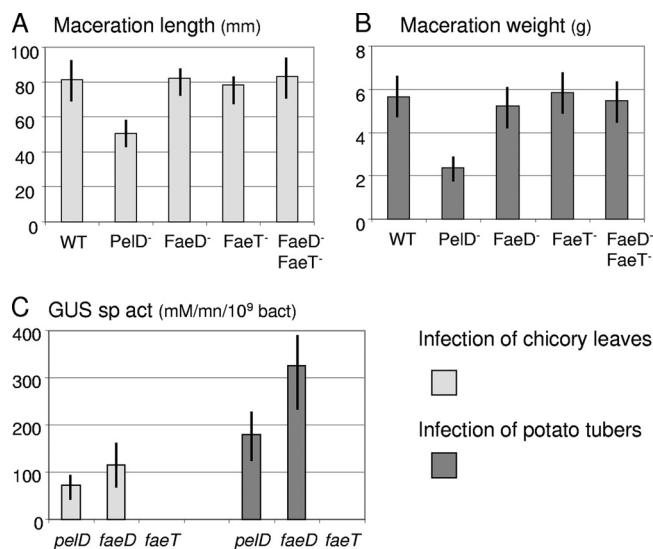 A Maceration length (mm)
100
80
60
40
20
0
WT PelD⁻ FaeD⁻ FaeT⁻ FaeD⁻
FaeT⁻
B Maceration weight (g)
8
6
4
2
0
WT PelD⁻ FaeD⁻ FaeT⁻ FaeD⁻
FaeT⁻
C GUS sp act (mM/mn/10⁹ bact)
400
300
200
100
0
pelD faeD faeT pelD faeD faeT
Infection of chicory leaves
Infection of potato tubers